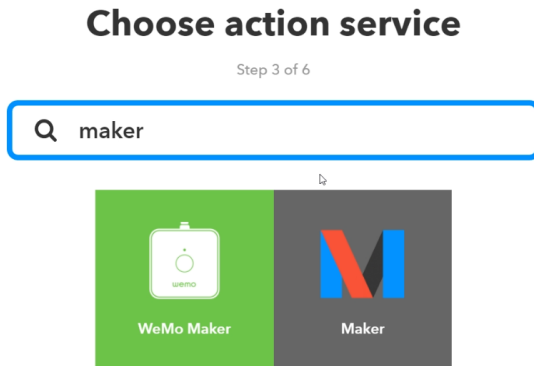 Choose action service
Step 3 of 6
maker
wemo
WeMo Maker
Maker